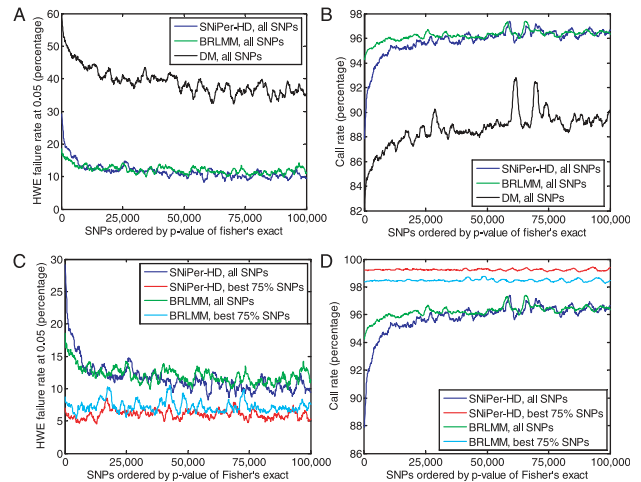 A
HWE failure rate at 0.05 (percentage)
60
50
40
30
20
10
0
0
25,000
50,000
75,000
100,000
SNiPer-HD, all SNPs
BRLMM, all SNPs
DM, all SNPs
SNPs ordered by p-value of fisher's exact
B
Call rate (percentage)
98
96
94
92
90
88
86
84
82
0
25,000
50,000
75,000
100,000
SNiPer-HD, all SNPs
BRLMM, all SNPs
DM, all SNPs
SNPs ordered by p-value of fisher's exact
C
HWE failure rate at 0.05 (percentage)
30
25
20
15
10
5
0
0
25,000
50,000
75,000
100,000
SNiPer-HD, all SNPs
SNiPer-HD, best 75% SNPs
BRLMM, all SNPs
BRLMM, best 75% SNPs
SNPs ordered by p-value of Fisher's exact
D
Call rate (percentage)
100
98
96
94
92
90
88
86
0
25,000
50,000
75,000
100,000
SNiPer-HD, all SNPs
SNiPer-HD, best 75% SNPs
BRLMM, all SNPs
BRLMM, best 75% SNPs
SNPs ordered by p-value of Fisher's exact